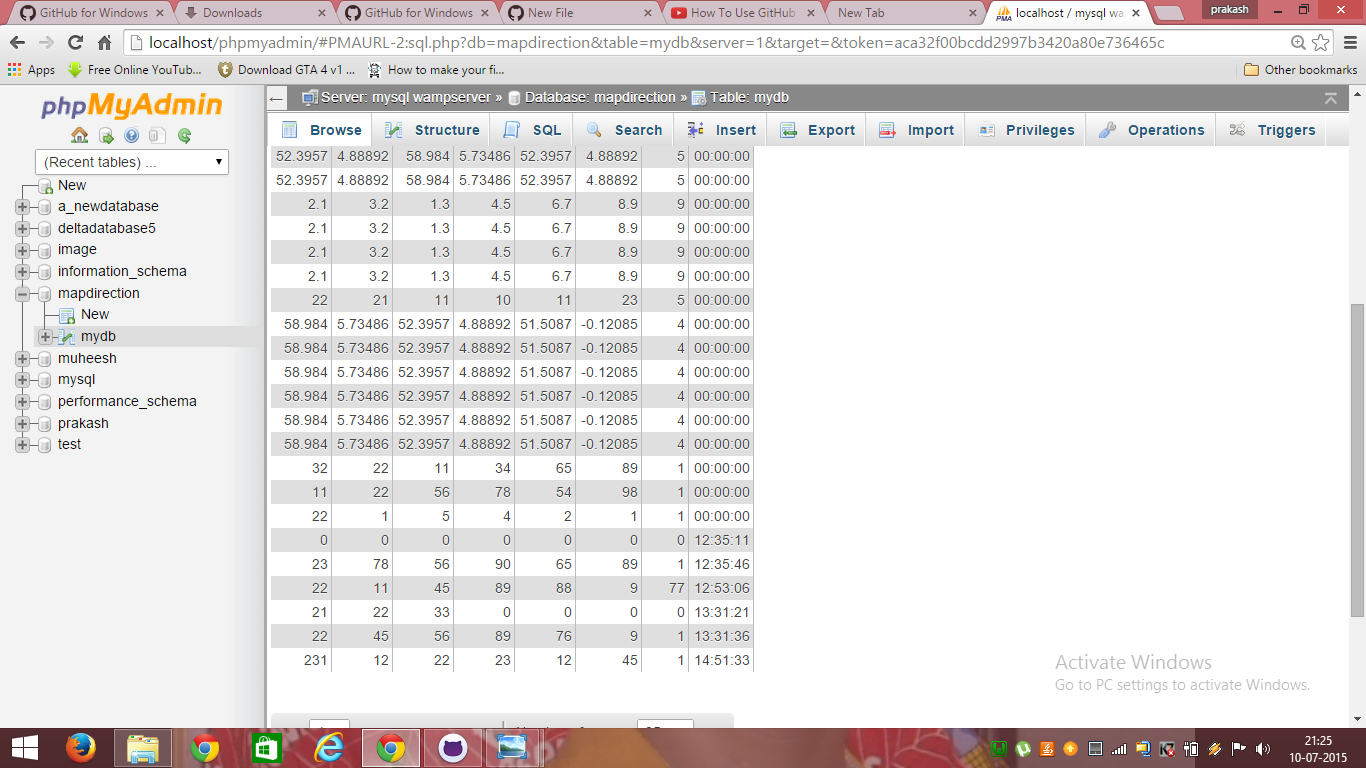 GitHub for Windows
Downloads
GitHub for Windows
New File
How To Use GitHub
New Tab
localhost / mysql wa
prakash
localhost/phpmyadmin/#PMAURL-2:sql.php?db=mapdirection&table=mydb&server=1&target=&token=aca32f00bcdd2997b3420a80e736465c
Apps
Free Online YouTub...
Download GTA 4 v1 ...
How to make your fi...
Other bookmarks
phpMyAdmin
(Recent tables) ...
New
a_newdatabase
deltadatabase5
image
information_schema
mapdirection
New
mydb
muheesh
mysql
performance_schema
prakash
test
Server: mysql wampserver » Database: mapdirection » Table: mydb
Browse Structure SQL Search Insert Export Import Privileges Operations Triggers
52.3957 4.88892 58.984 5.73486 52.3957 4.88892 5 00:00:00
52.3957 4.88892 58.984 5.73486 52.3957 4.88892 5 00:00:00
2.1 3.2 1.3 4.5 6.7 8.9 9 00:00:00
2.1 3.2 1.3 4.5 6.7 8.9 9 00:00:00
2.1 3.2 1.3 4.5 6.7 8.9 9 00:00:00
2.1 3.2 1.3 4.5 6.7 8.9 9 00:00:00
22 21 11 10 11 23 5 00:00:00
58.984 5.73486 52.3957 4.88892 51.5087 -0.12085 4 00:00:00
58.984 5.73486 52.3957 4.88892 51.5087 -0.12085 4 00:00:00
58.984 5.73486 52.3957 4.88892 51.5087 -0.12085 4 00:00:00
58.984 5.73486 52.3957 4.88892 51.5087 -0.12085 4 00:00:00
58.984 5.73486 52.3957 4.88892 51.5087 -0.12085 4 00:00:00
58.984 5.73486 52.3957 4.88892 51.5087 -0.12085 4 00:00:00
32 22 11 34 65 89 1 00:00:00
11 22 56 78 54 98 1 00:00:00
22 1 5 4 2 1 1 00:00:00
0 0 0 0 0 0 0 12:35:11
23 78 56 90 65 89 1 12:35:46
22 11 45 89 88 9 77 12:53:06
21 22 33 0 0 0 0 13:31:21
22 45 56 89 76 9 1 13:31:36
231 12 22 23 12 45 1 14:51:33
Activate Windows
Go to PC settings to activate Windows.
21:25
10-07-2015